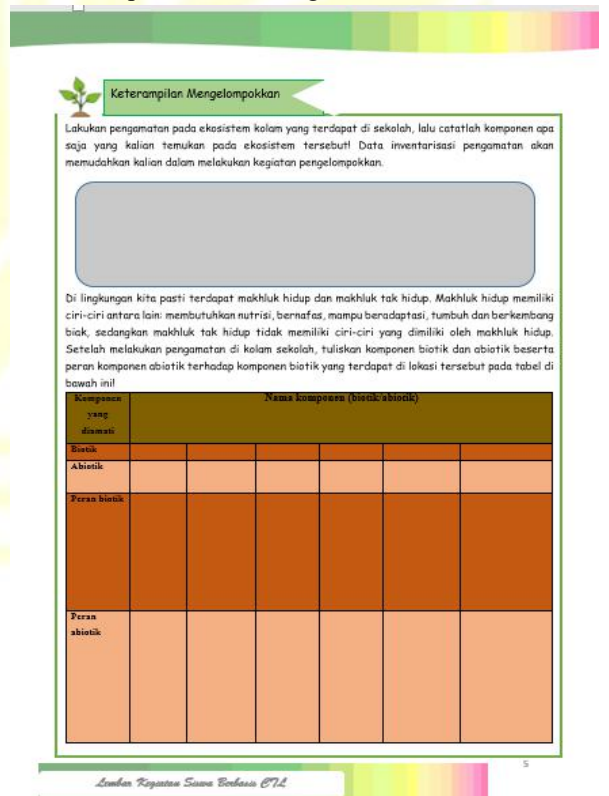 Keterampilan Mengelompokkan
Lakukan pengamatan pada ekosistem kolam yang terdapat di sekolah, lalu catatlah komponen apa
saja yang kalian temukan pada ekosistem tersebut! Data inventarisasi pengamatan akan
memudahkan kalian dalam melakukan kegiatan pengelompokkan.
Di lingkungan kita pasti terdapat makhluk hidup dan makhluk tak hidup. Makhluk hidup memiliki
ciri-ciri antara lain: membutuhkan nutrisi, bernafas, mampu beradaptasi, tumbuh dan berkembang
biak, sedangkan makhluk tak hidup tidak memiliki ciri-ciri yang dimiliki oleh makhluk hidup.
Setelah melakukan pengamatan di kolam sekolah, tuliskan komponen biotik dan abiotik beserta
peran komponen abiotik terhadap komponen biotik yang terdapat di lokasi tersebut pada tabel di
bawah ini!
Komponen
yang
diamati
Nama komponen (biotik/abiotik)
Biotik
Abiotik
Peran biotik
Peran
abiotik
5
Lembar Kegiatan Siswa Berbasis CTL